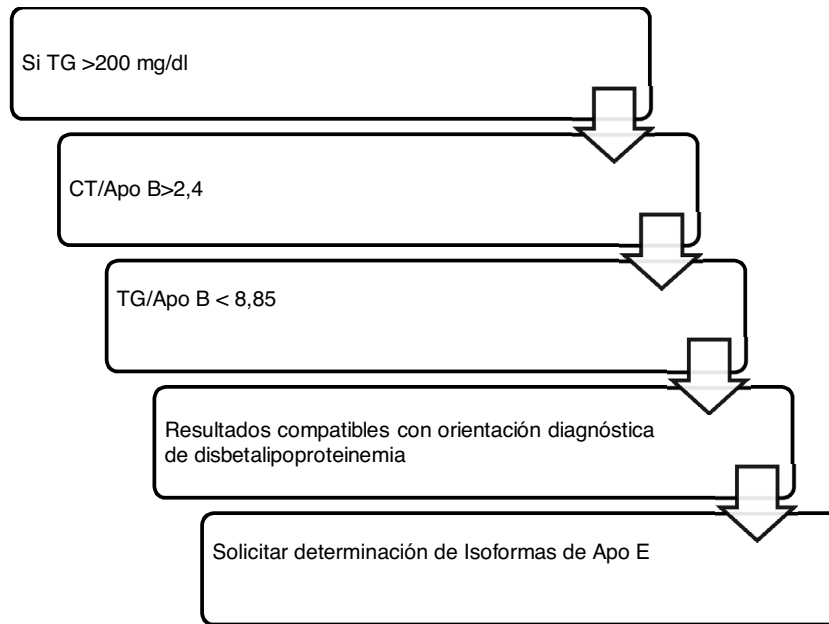 Si TG >200 mg/dl
CT/Apo B>2,4
TG/Apo B < 8,85
Resultados compatibles con orientación diagnóstica
de disbetalipoproteinemia
Solicitar determinación de Isoformas de Apo E